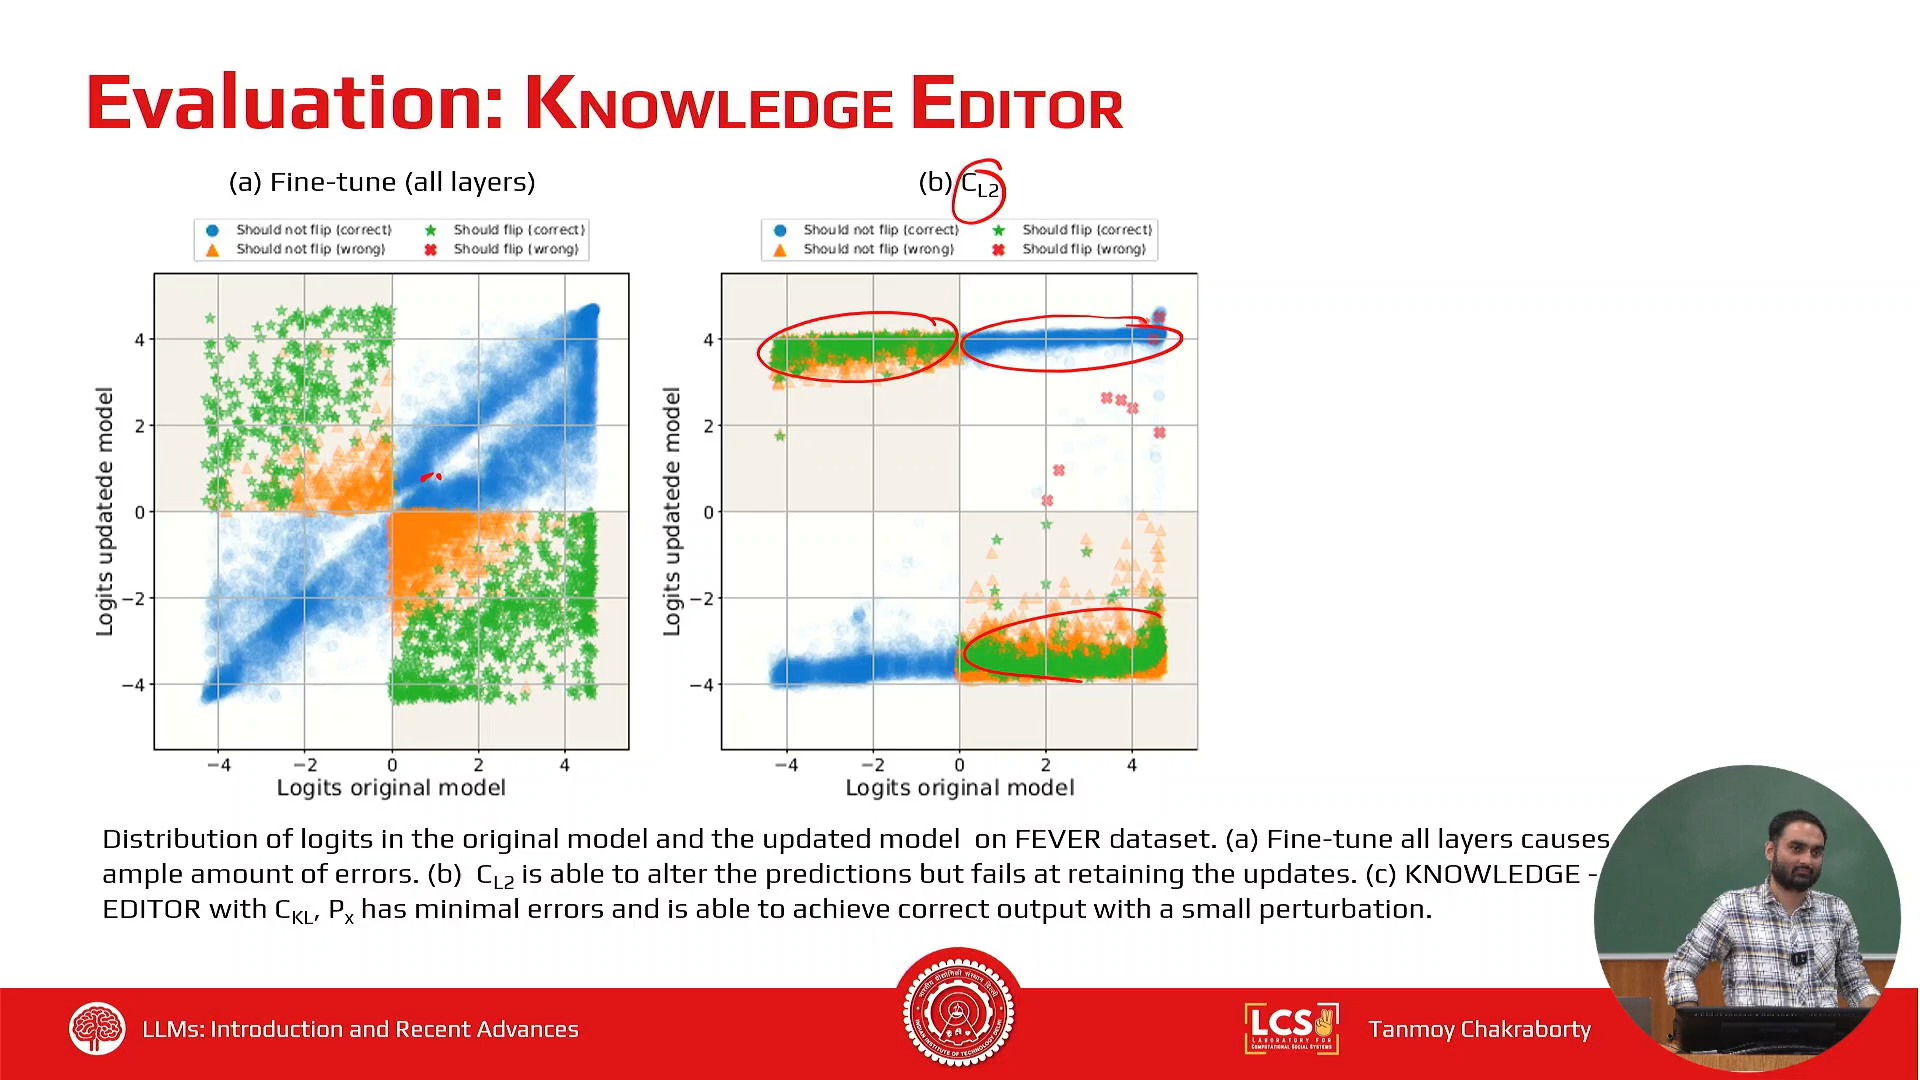 Evaluation: KNOWLEDGE EDITOR
(a) Fine-tune (all layers)
Should not flip (correct) Should flip (correct)
Should not flip (wrong) Should flip (wrong)
4
2
0
−2
−4
Logits updatede model
−4 −2 0 2 4
Logits original model
(b) CL2
Should not flip (correct) Should flip (correct)
Should not flip (wrong) Should flip (wrong)
4
2
0
−2
−4
Logits updatede model
−4 −2 0 2 4
Logits original model
Distribution of logits in the original model and the updated model on FEVER dataset. (a) Fine-tune all layers causes
ample amount of errors. (b) CL2 is able to alter the predictions but fails at retaining the updates. (c) KNOWLEDGE -
EDITOR with CKL, Px has minimal errors and is able to achieve correct output with a small perturbation.
LLMs: Introduction and Recent Advances
LCS
LABORATORY FOR
COMPUTATIONAL SOCIAL SYSTEMS
Tanmoy Chakraborty